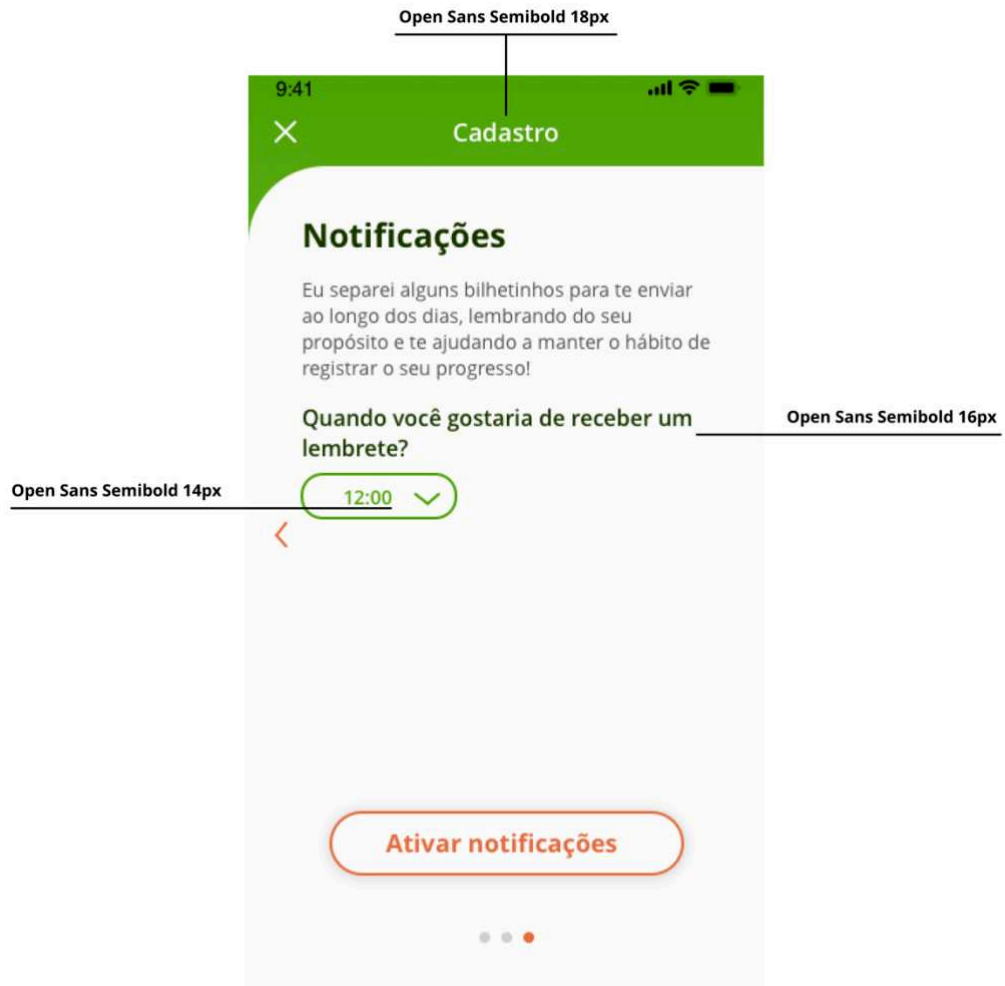 Open Sans Semibold 18px
9:41
Cadastro
Notificações
Eu separei alguns bilhetinhos para te enviar
ao longo dos dias, lembrando do seu
propósito e te ajudando a manter o hábito de
registrar o seu progresso!
Quando você gostaria de receber um
lembrete?
Open Sans Semibold 16px
Open Sans Semibold 14px
12:00
Ativar notificações